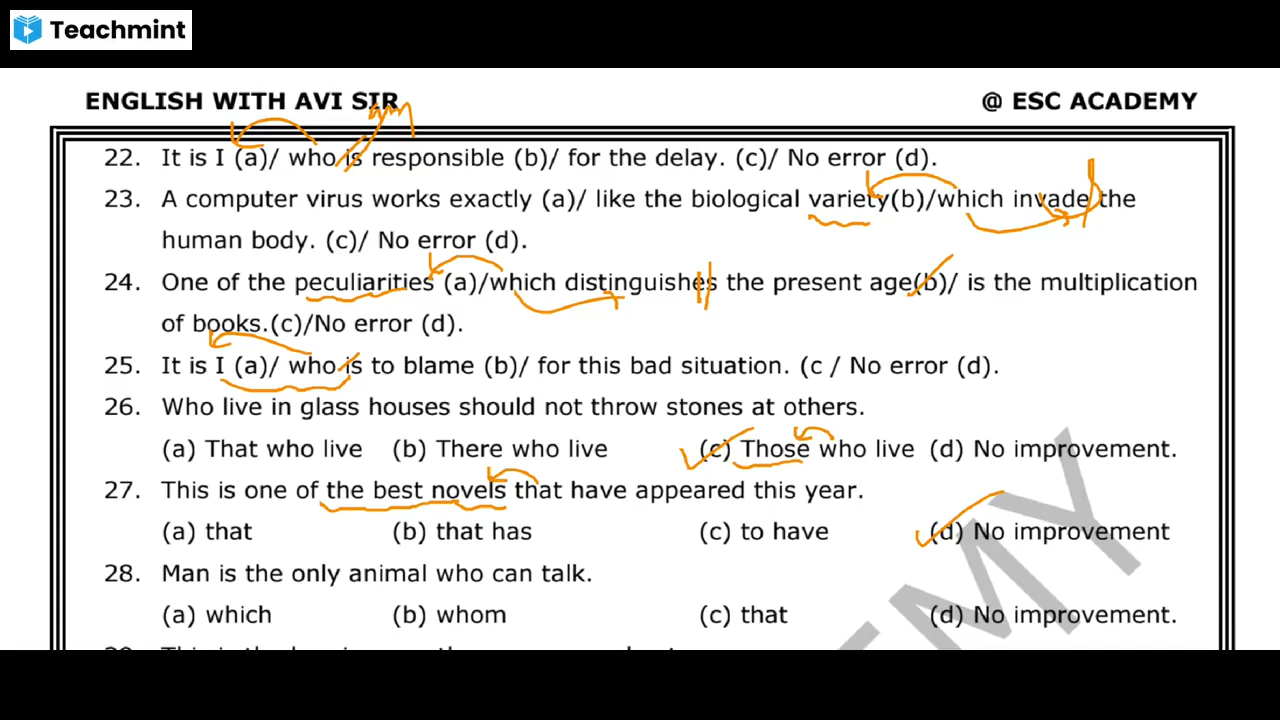 Teachmint
ENGLISH WITH AVI SIR @ ESC ACADEMY
am
22. It is I (a)/ who is responsible (b)/ for the delay. (c)/ No error (d).
23. A computer virus works exactly (a)/ like the biological variety(b)/which invade the
human body. (c)/ No error (d).
24. One of the peculiarities (a)/which distinguishes the present age(b)/ is the multiplication
of books.(c)/No error (d).
25. It is I (a)/ who is to blame (b)/ for this bad situation. (c / No error (d).
26. Who live in glass houses should not throw stones at others.
(a) That who live (b) There who live (c) Those who live (d) No improvement.
27. This is one of the best novels that have appeared this year.
(a) that (b) that has (c) to have (d) No improvement
28. Man is the only animal who can talk.
(a) which (b) whom (c) that (d) No improvement.